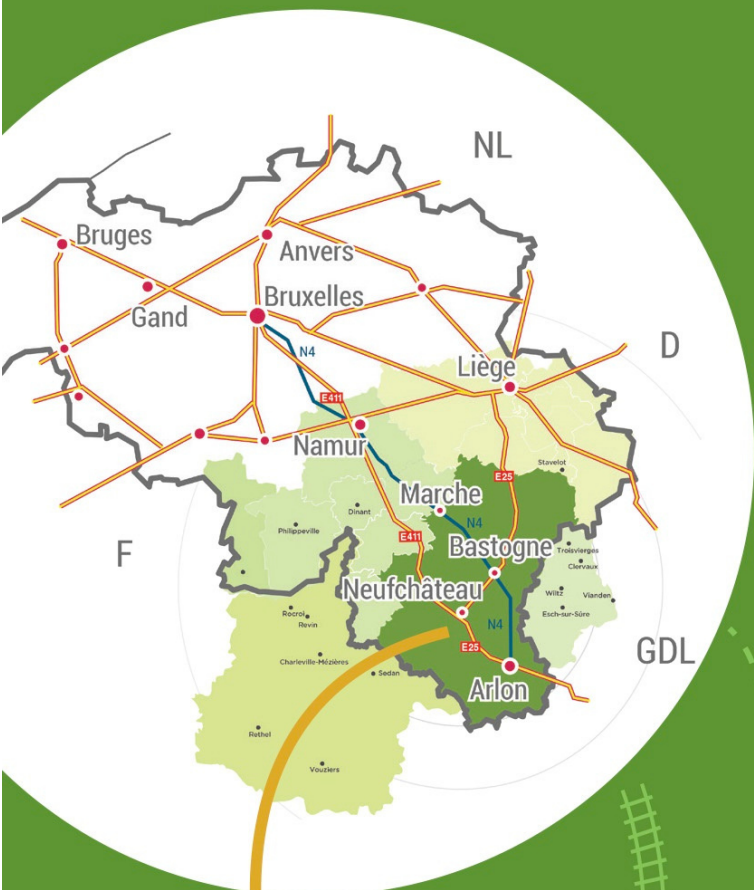 NL
Bruges
Anvers
Bruxelles
Gand
D
N4
Liège
E411
Namur
Stavelot
E25
Marche
Dinant
N4
Philippeville
E411
Bastogne
F
Troisvierges
Clervaux
Neufchâteau
Wiltz
Vianden
Esch-sur-Sûre
Rocroi
Revin
N4
E25
GDL
Charleville-Mézières
Sedan
Arlon
Rethel
Vouziers